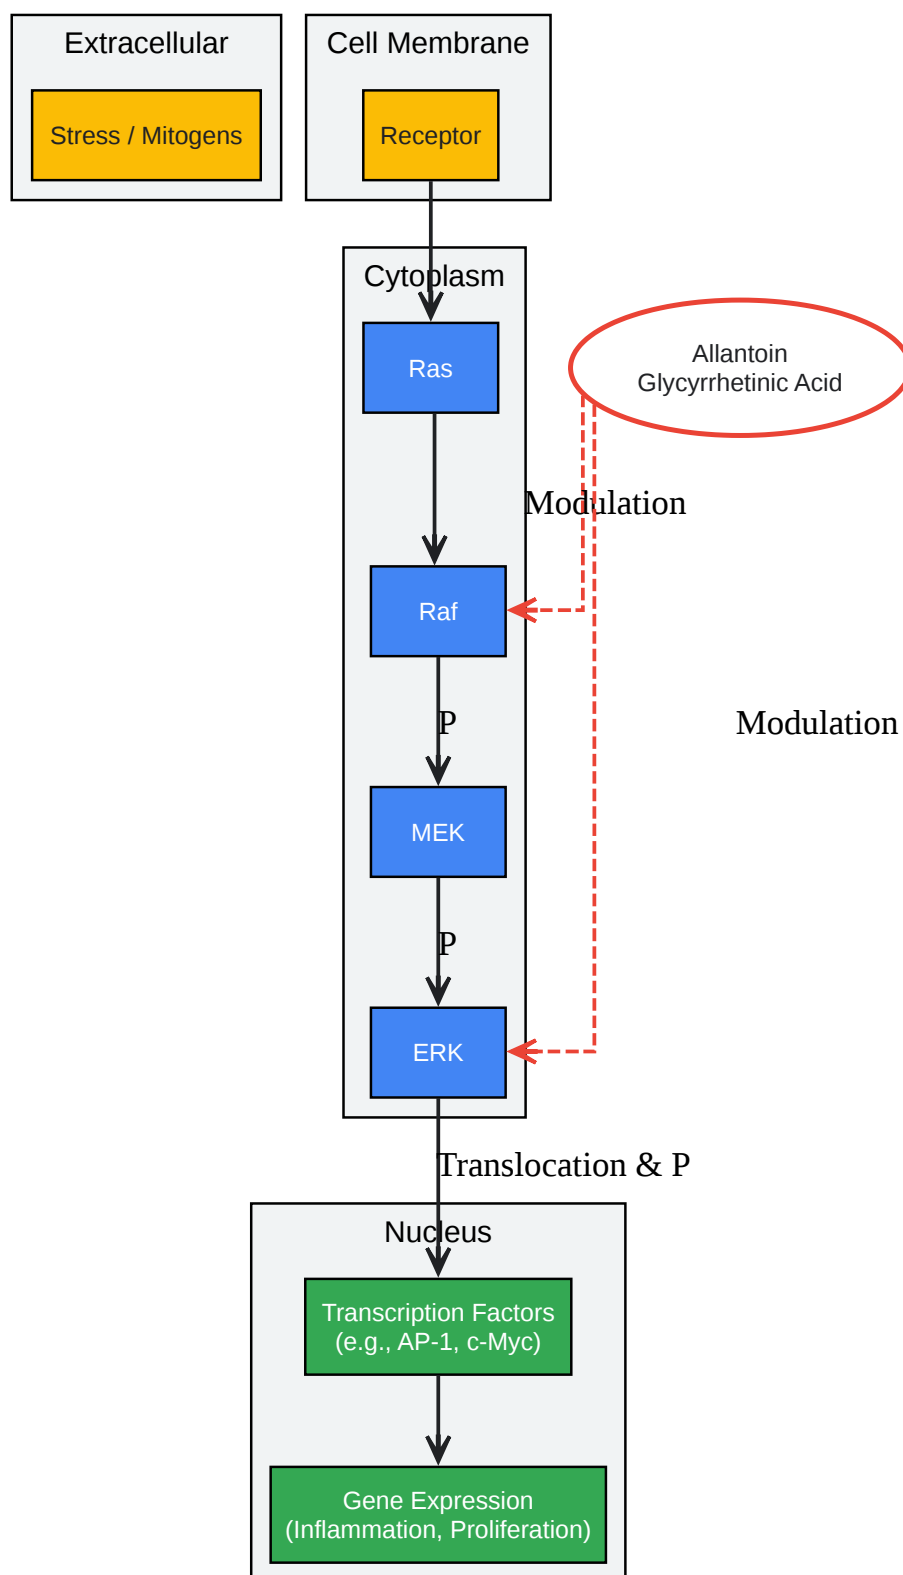 Extracellular
Cell Membrane
Stress / Mitogens
Receptor
Cytoplasm
Ras
Allantoin
Glycyrrhetinic Acid
Modulation
Raf
P
Modulation
MEK
P
ERK
Translocation & P
Nucleus
Transcription Factors
(e.g., AP-1, c-Myc)
Gene Expression
(Inflammation, Proliferation)